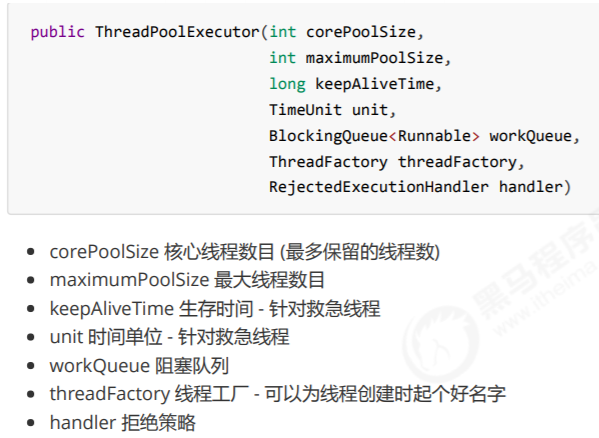 public ThreadPoolExecutor(int corePoolSize,
int maximumPoolSize,
long keepAliveTime,
TimeUnit unit,
BlockingQueue<Runnable> workQueue,
ThreadFactory threadFactory,
RejectedExecutionHandler handler)
corePoolSize 核心线程数目 (最多保留的线程数)
maximumPoolSize 最大线程数目
keepAliveTime 生存时间 - 针对救急线程
unit 时间单位 - 针对救急线程
workQueue 阻塞队列
threadFactory 线程工厂 - 可以为线程创建时起个好名字
handler 拒绝策略
黑马程序
www.itheima